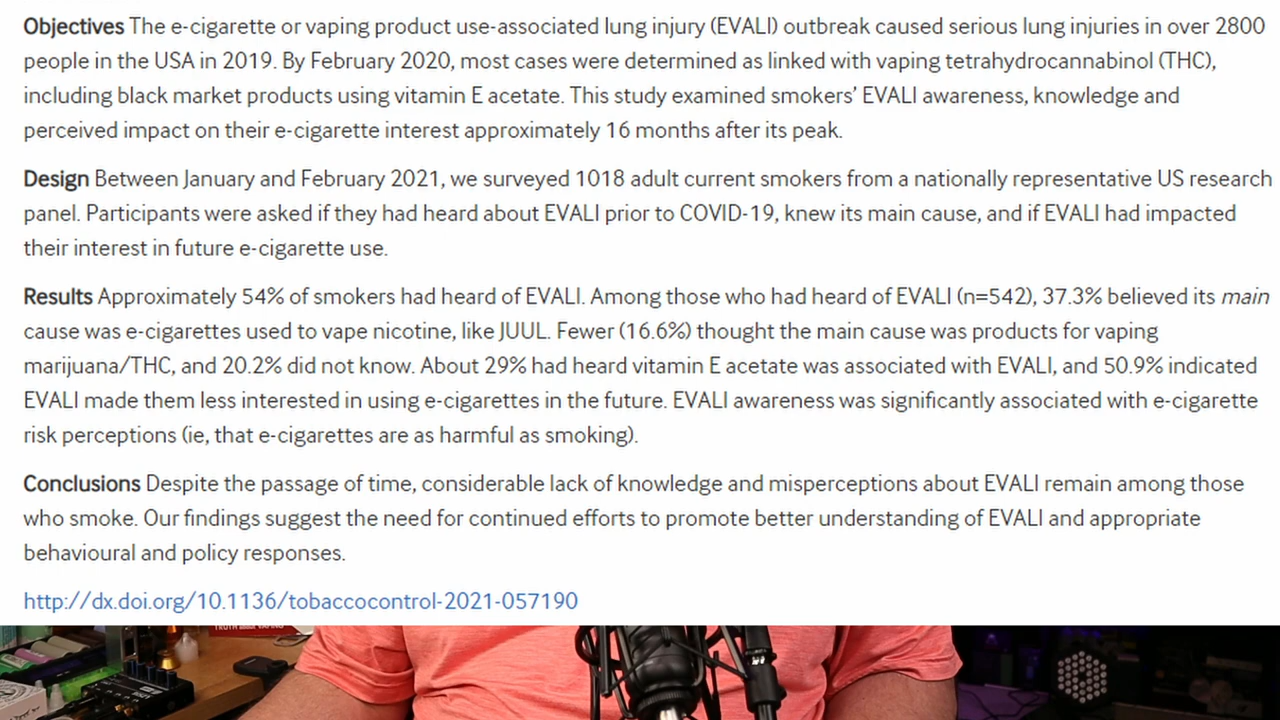 Objectives The e-cigarette or vaping product use-associated lung injury (EVALI) outbreak caused serious lung injuries in over 2800
people in the USA in 2019. By February 2020, most cases were determined as linked with vaping tetrahydrocannabinol (THC),
including black market products using vitamin E acetate. This study examined smokers’ EVALI awareness, knowledge and
perceived impact on their e-cigarette interest approximately 16 months after its peak.
Design Between January and February 2021, we surveyed 1018 adult current smokers from a nationally representative US research
panel. Participants were asked if they had heard about EVALI prior to COVID-19, knew its main cause, and if EVALI had impacted
their interest in future e-cigarette use.
Results Approximately 54% of smokers had heard of EVALI. Among those who had heard of EVALI (n=542), 37.3% believed its main
cause was e-cigarettes used to vape nicotine, like JUUL. Fewer (16.6%) thought the main cause was products for vaping
marijuana/THC, and 20.2% did not know. About 29% had heard vitamin E acetate was associated with EVALI, and 50.9% indicated
EVALI made them less interested in using e-cigarettes in the future. EVALI awareness was significantly associated with e-cigarette
risk perceptions (ie, that e-cigarettes are as harmful as smoking).
Conclusions Despite the passage of time, considerable lack of knowledge and misperceptions about EVALI remain among those
who smoke. Our findings suggest the need for continued efforts to promote better understanding of EVALI and appropriate
behavioural and policy responses.
http://dx.doi.org/10.1136/tobaccocontrol-2021-057190
TRUTH ABOUT VAPING